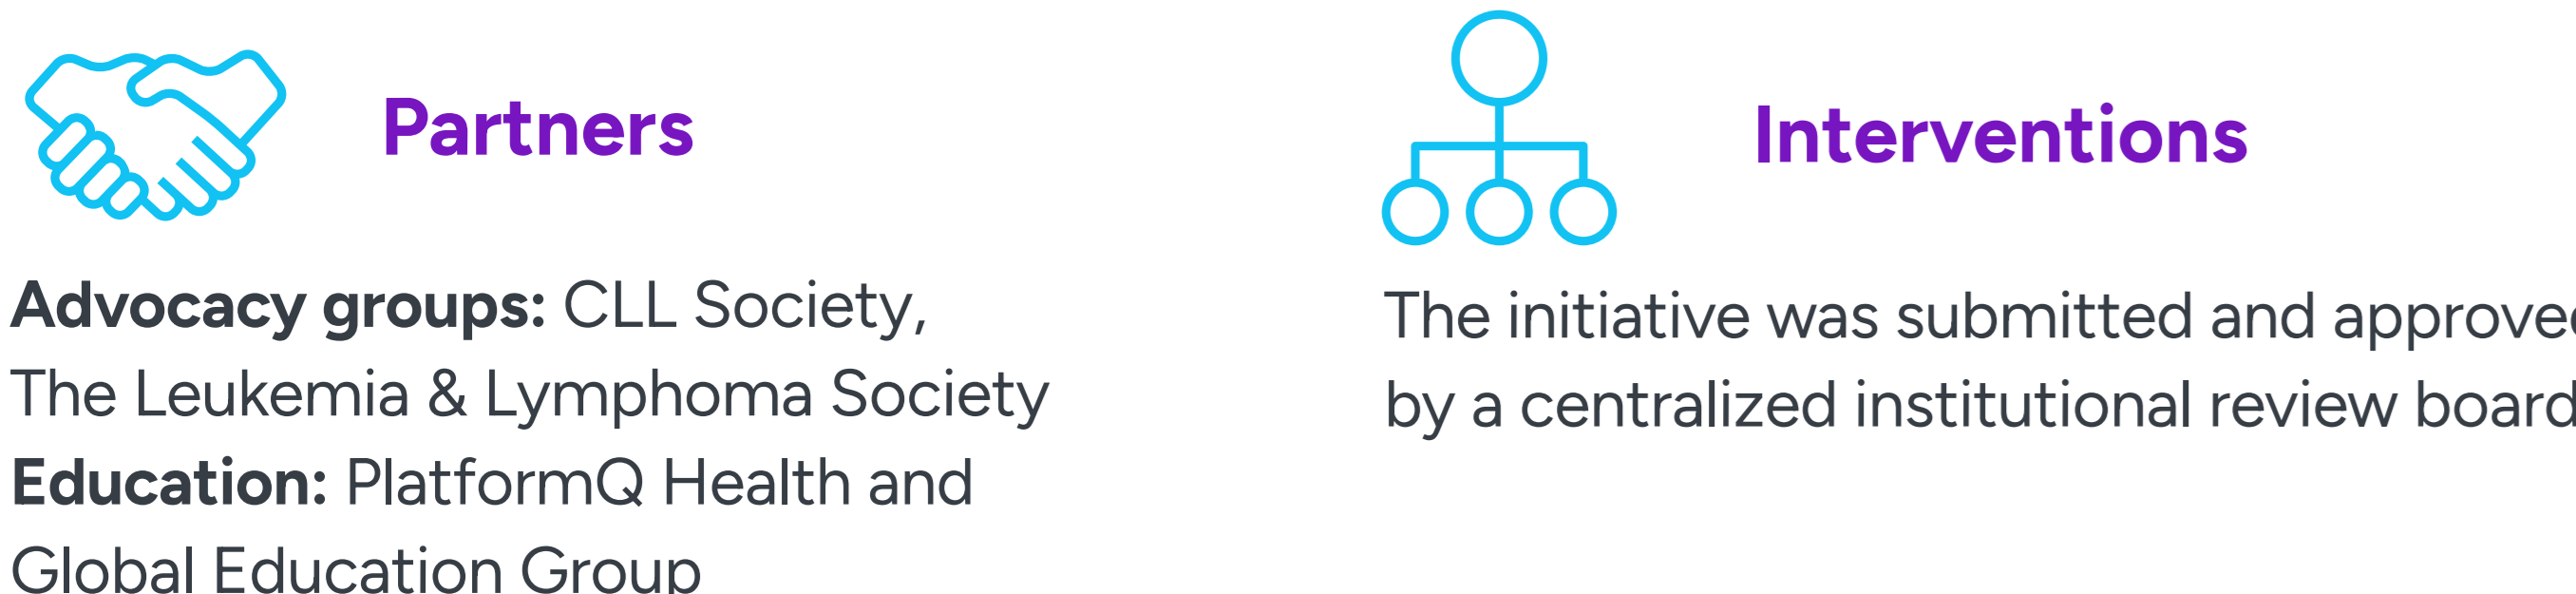 Partners
Advocacy groups: CLL Society,
The Leukemia & Lymphoma Society
Education: PlatformQ Health and
Global Education Group
Interventions
The initiative was submitted and approved
by a centralized institutional review board